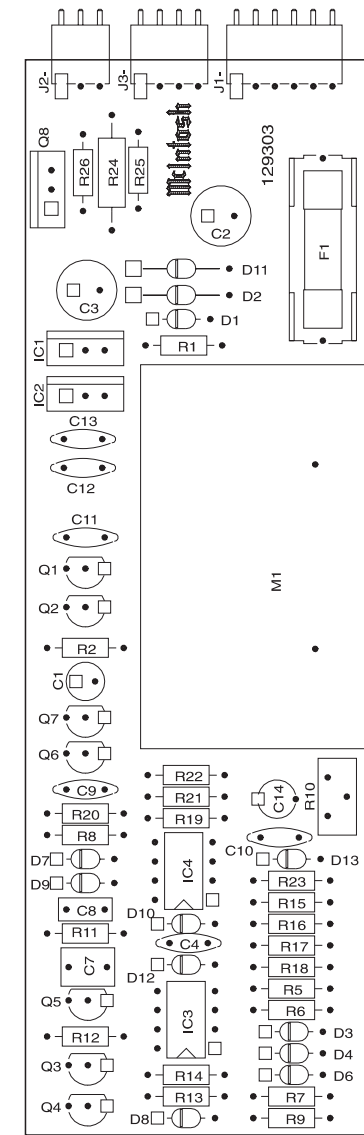 J2- J3- J1-
Q8 R26 R24 R25 McIntosh 129303
C2 F1
D11
C3 D2
D1
IC1 R1
IC2
C13
C12
C11
Q1
M1
Q2
R2
C1
Q7
Q6
R22
C9 R21 C14 R10
R20 R19
R8 C10
D7 IC4 D13
D9 R23
C8 D10 R15
R11 C4 R16
R17
C7 D12 R18
Q5 R5
IC3 R6
R12 D3
Q3 R14 D4
D6
R13 R7
Q4 D8 R9